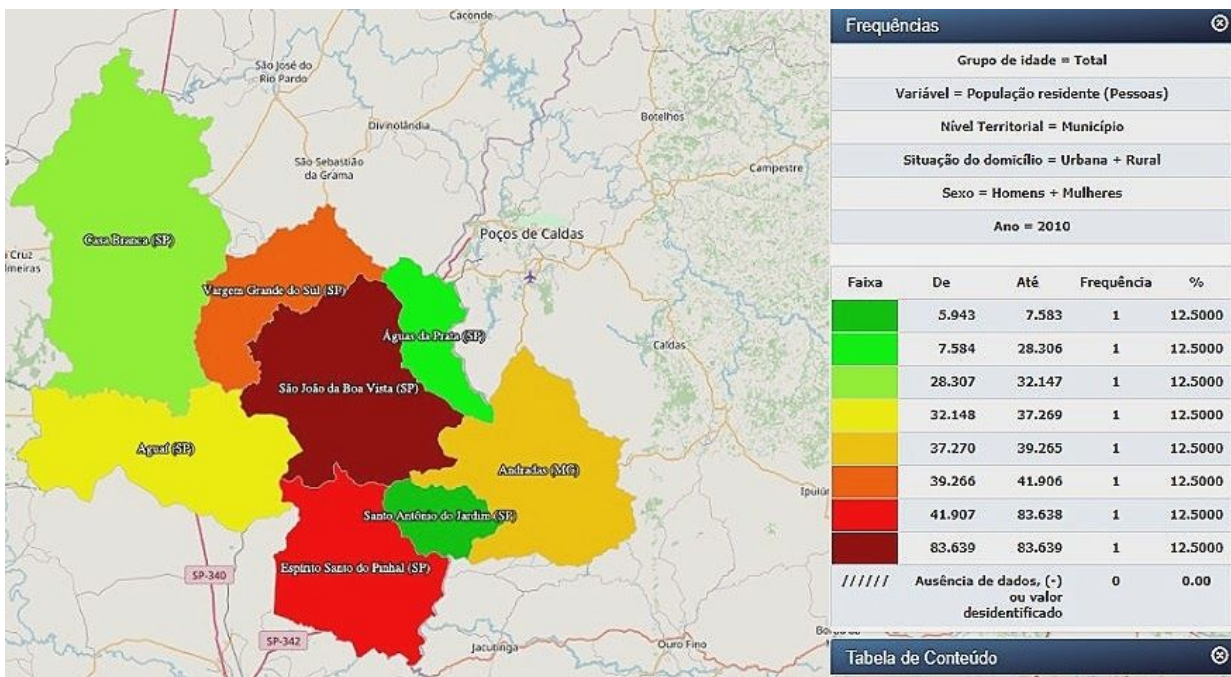 Caconde
São José do
Rio Pardo
Divinolândia
Botelhos
São Sebastião
da Grama
Campestre
Poços de Caldas
Casa Branca (SP)
Cruz
Vargem Grande do Sul (SP)
Águas da Prata (SP)
Caldas
São João da Boa Vista (SP)
Aguaí (SP)
Andradas (MG)
Santo Antônio do Jardim (SP)
Espírito Santo do Pinhal (SP)
SP-340
SP-342
Jacutinga
Ouro Fino
Frequências
Grupo de idade = Total
Variável = População residente (Pessoas)
Nível Territorial = Município
Situação do domicílio = Urbana + Rural
Sexo = Homens + Mulheres
Ano = 2010
Faixa De Até Frequência %
5.943 7.583 1 12.5000
7.584 28.306 1 12.5000
28.307 32.147 1 12.5000
32.148 37.269 1 12.5000
37.270 39.265 1 12.5000
39.266 41.906 1 12.5000
41.907 83.638 1 12.5000
83.639 83.639 1 12.5000
////// Ausência de dados, (-) 0 0.00
ou valor
desidentificado
Tabela de Conteúdo